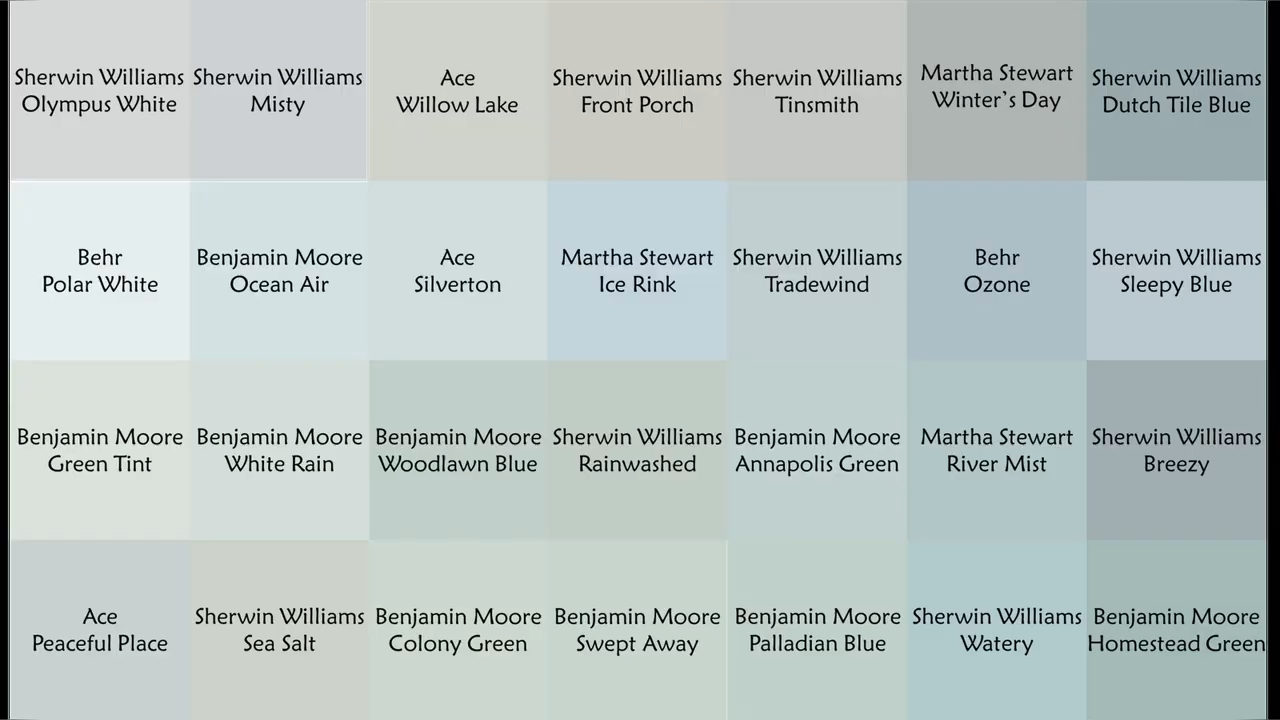 Sherwin Williams
Olympus White
Sherwin Williams
Misty
Ace
Willow Lake
Sherwin Williams
Front Porch
Sherwin Williams
Tinsmith
Martha Stewart
Winter's Day
Sherwin Williams
Dutch Tile Blue
Behr
Polar White
Benjamin Moore
Ocean Air
Ace
Silverton
Martha Stewart
Ice Rink
Sherwin Williams
Tradewind
Behr
Ozone
Sherwin Williams
Sleepy Blue
Benjamin Moore
Green Tint
Benjamin Moore
White Rain
Benjamin Moore
Woodlawn Blue
Sherwin Williams
Rainwashed
Benjamin Moore
Annapolis Green
Martha Stewart
River Mist
Sherwin Williams
Breezy
Ace
Peaceful Place
Sherwin Williams
Sea Salt
Benjamin Moore
Colony Green
Benjamin Moore
Swept Away
Benjamin Moore
Palladian Blue
Sherwin Williams
Watery
Benjamin Moore
Homestead Green